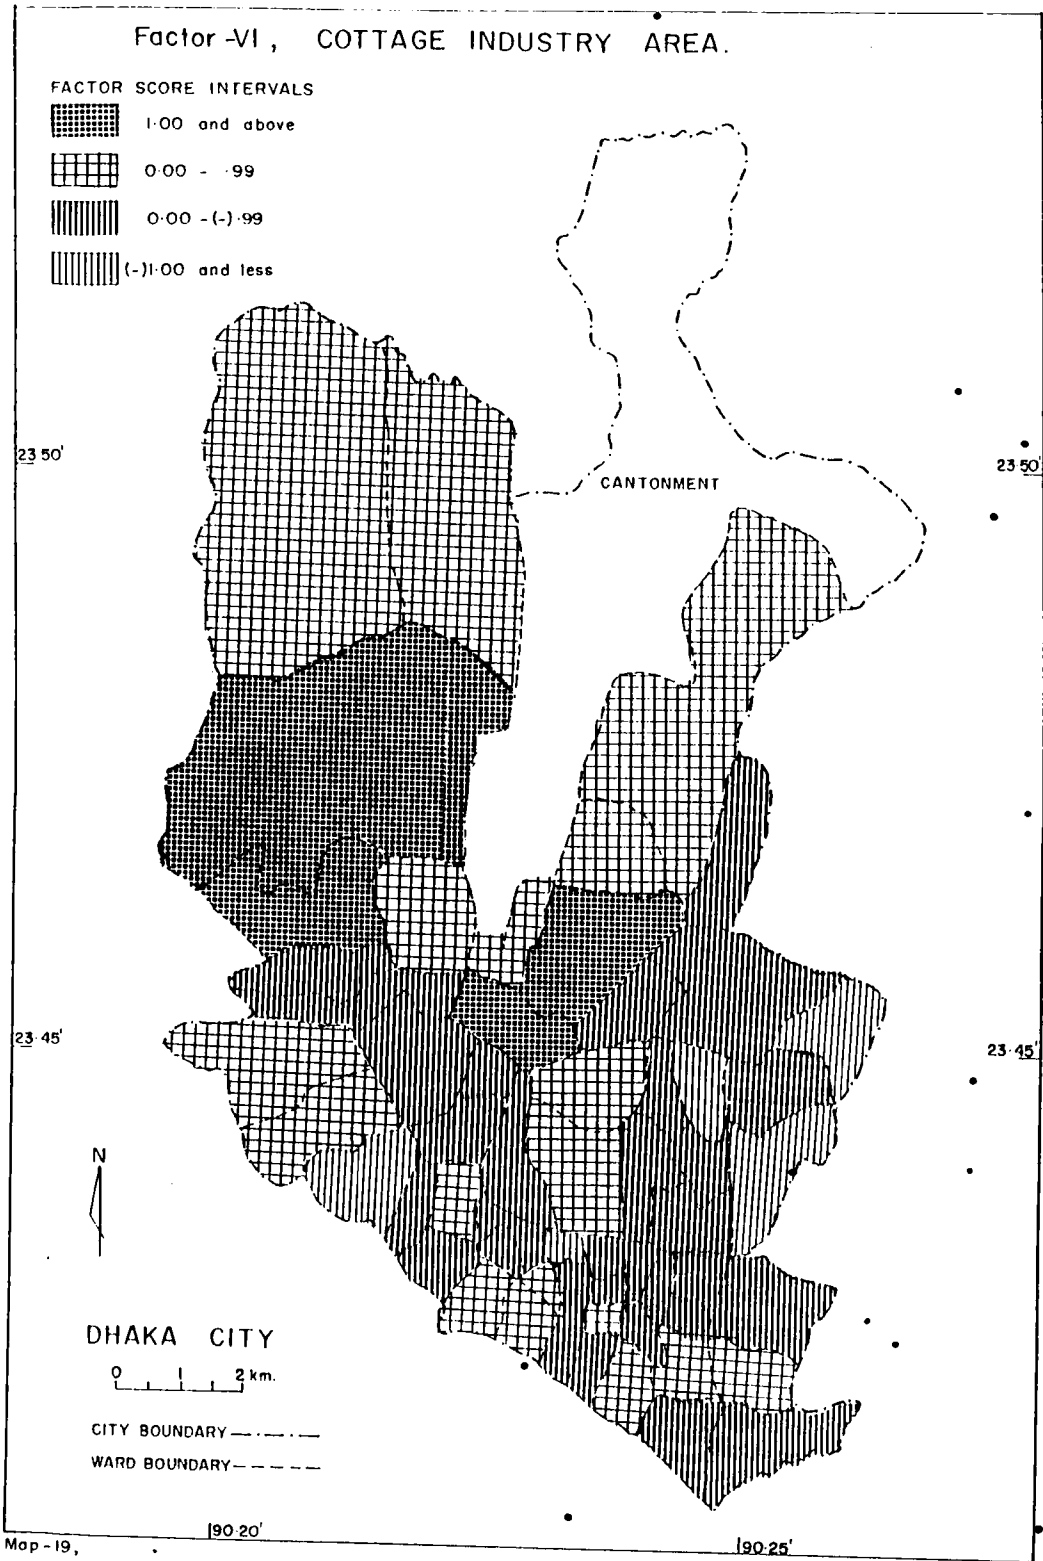 Factor-VI, COTTAGE INDUSTRY AREA.
FACTOR SCORE INTERVALS
1·00 and above
0·00 - ·99
0·00 -(-)·99
(-)1·00 and less
23 50'
23 50'
CANTONMENT
23·45'
23·45'
N
DHAKA CITY
0 1 2 km.
CITY BOUNDARY
WARD BOUNDARY
90·20'
90·25'
Map-19,